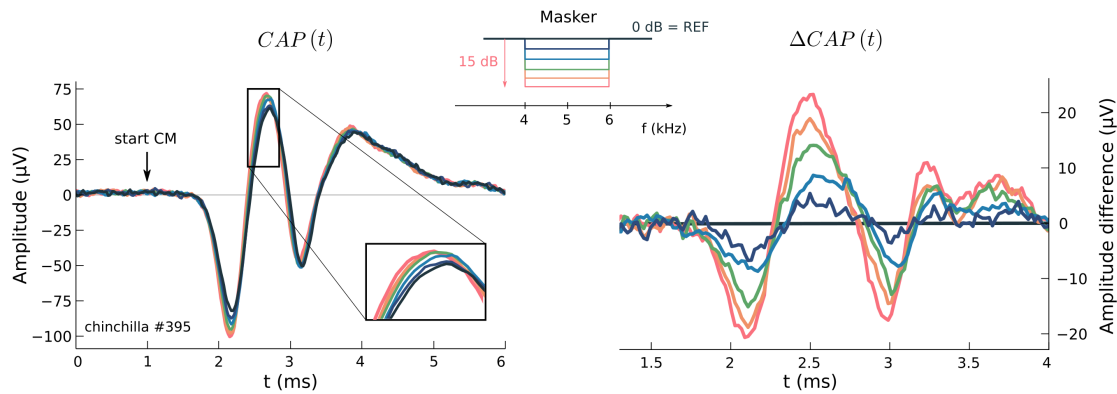 CAP (t)
Masker
0 dB = REF
15 dB
4
5
6
f (kHz)
ΔCAP (t)
Amplitude (µV)
75
50
25
0
−25
−50
−75
−100
start CM
chinchilla #395
0 1 2 3 4 5 6
t (ms)
20
10
0
−10
−20
Amplitude difference (µV)
1.5 2 2.5 3 3.5 4
t (ms)